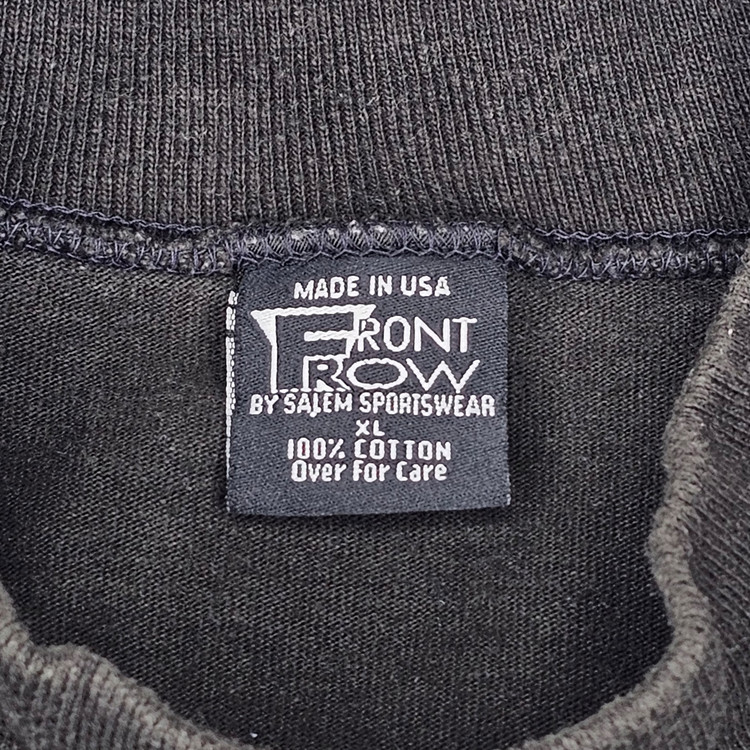 MADE IN USA
FRONT
ROW
BY SALEM SPORTSWEAR
XL
100% COTTON
Over For Care